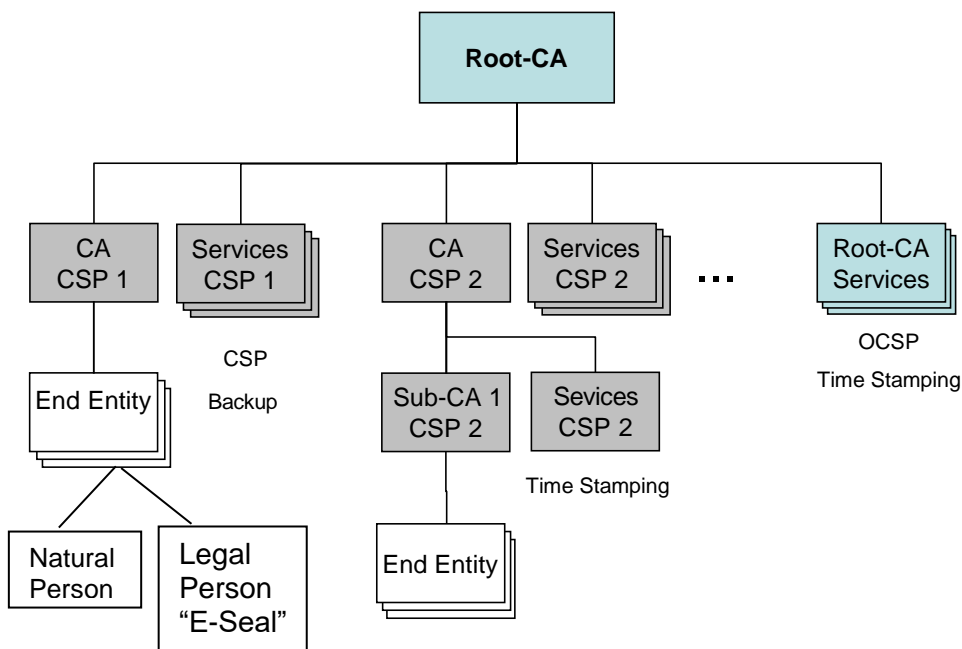 Root-CA
CA
CSP 1
Services
CSP 1
CA
CSP 2
Services
CSP 2
...
Root-CA
Services
CSP
Backup
OCSP
Time Stamping
End Entity
Sub-CA 1
CSP 2
Sevices
CSP 2
Time Stamping
Natural
Person
Legal
Person
“E-Seal”
End Entity